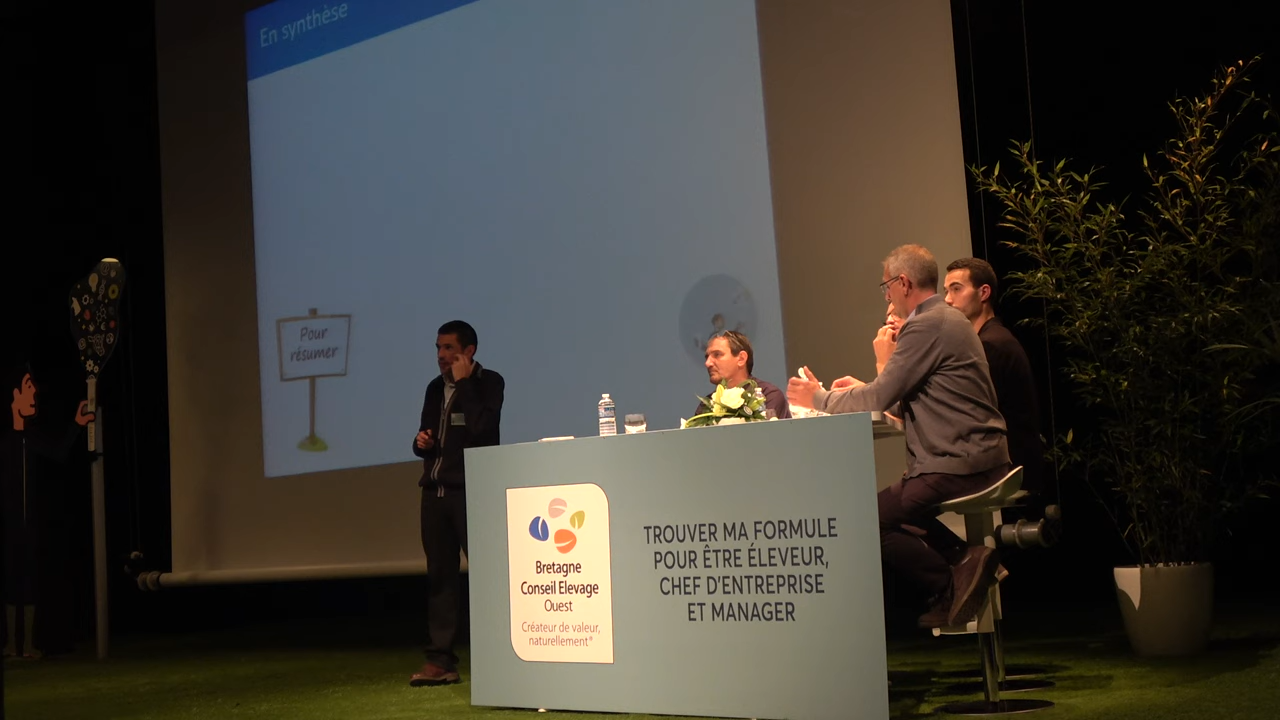 En synthèse
Pour
résumer
Bretagne
Conseil Elevage
Ouest
Créateur de valeur,
naturellement®
TROUVER MA FORMULE
POUR ÊTRE ÉLEVEUR,
CHEF D'ENTREPRISE
ET MANAGER